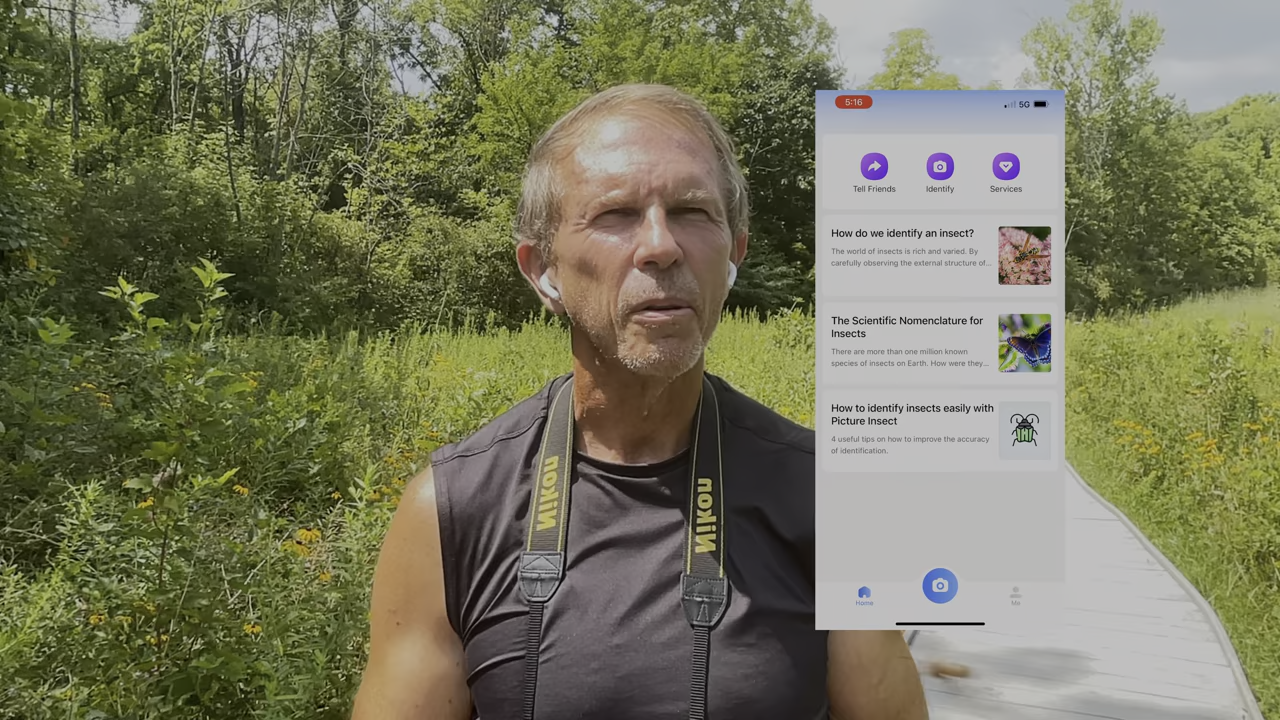 5:16
5G
Tell Friends
Identify
Services
How do we identify an insect?
The world of insects is rich and varied. By
carefully observing the external structure of...
The Scientific Nomenclature for
Insects
There are more than one million known
species of insects on Earth. How were they...
How to identify insects easily with
Picture Insect
4 useful tips on how to improve the accuracy
of identification.
Home
Me
Nikon
Nikon